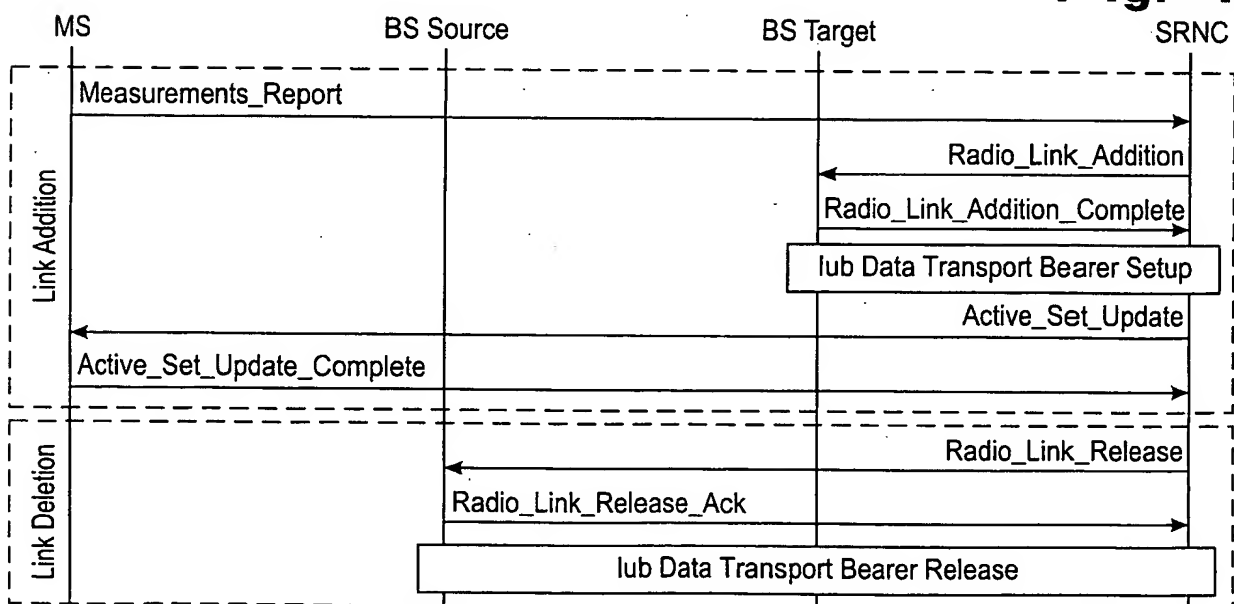 MS
BS Source
BS Target
SRNC
Link Addition
Measurements_Report
Radio_Link_Addition
Radio_Link_Addition_Complete
Iub Data Transport Bearer Setup
Active_Set_Update
Active_Set_Update_Complete
Link Deletion
Radio_Link_Release
Radio_Link_Release_Ack
Iub Data Transport Bearer Release